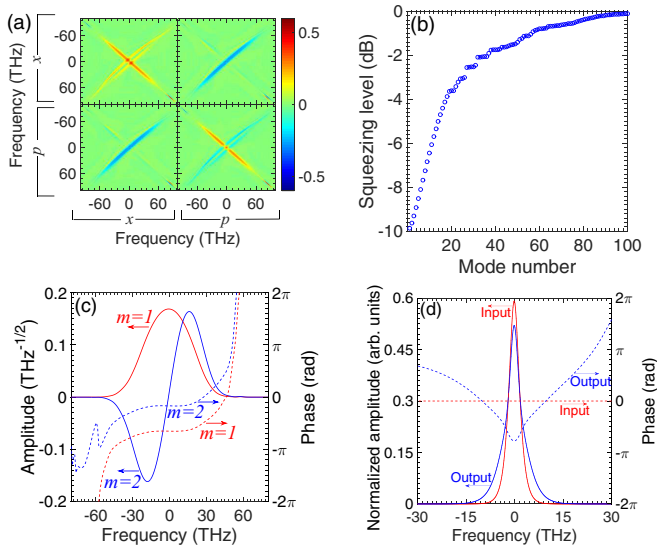 (a)
Frequency (THz)
p x
-60
0
60
-60
0
60
-60 0 60 -60 0 60
x p
Frequency (THz)
0.6
0.3
0
-0.5
(b)
Squeezing level (dB)
0
-2
-4
-6
-8
-10
20 40 60 80 100
Mode number
(c)
Amplitude (THz-1/2)
0.2
0.1
0
-0.1
-0.2
m=1
m=2
m=1
m=2
2π
π
0
-π
-2π
Phase (rad)
-60 -30 0 30 60
Frequency (THz)
(d)
Normalized amplitude (arb. units)
0.6
0.45
0.3
0.15
0
Input
Output
Input
Output
2π
π
0
-π
-2π
Phase (rad)
-30 -15 0 15 30
Frequency (THz)